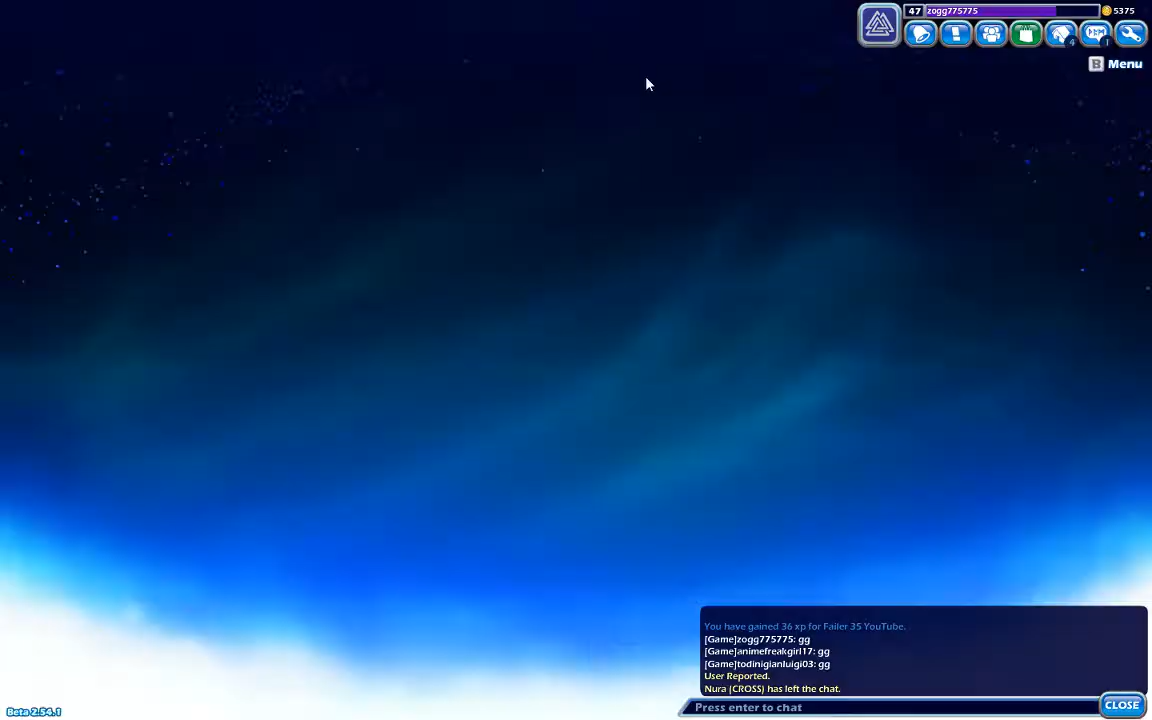 47 zogg775775 5375
4 1
B Menu
You have gained 36 xp for Failer 35 YouTube.
[Game]zogg775775: gg
[Game]animefreakgirl17: gg
[Game]todinigianluigi03: gg
User Reported.
Nura (CROSS) has left the chat.
Press enter to chat
CLOSE
Beta 2.54.1